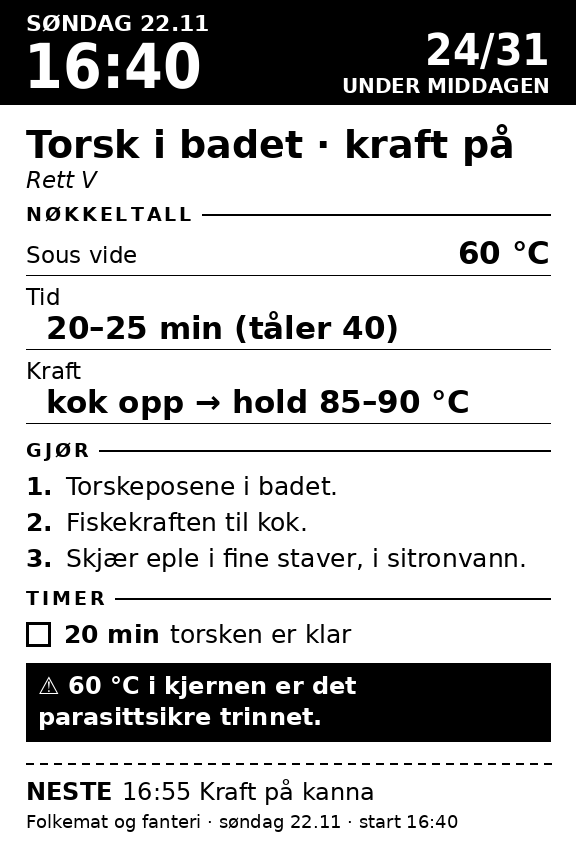 SØNDAG 22.11
16:40
24/31
UNDER MIDDAGEN
Torsk i badet · kraft på
Rett V
NØKKELTALL
Sous vide 60 °C
Tid
20–25 min (tåler 40)
Kraft
kok opp → hold 85–90 °C
GJØR
1. Torskeposene i badet.
2. Fiskekraften til kok.
3. Skjær eple i fine staver, i sitronvann.
TIMER
☐ 20 min torsken er klar
⚠ 60 °C i kjernen er det
parasittsikre trinnet.
NESTE 16:55 Kraft på kanna
Folkemat og fanteri · søndag 22.11 · start 16:40